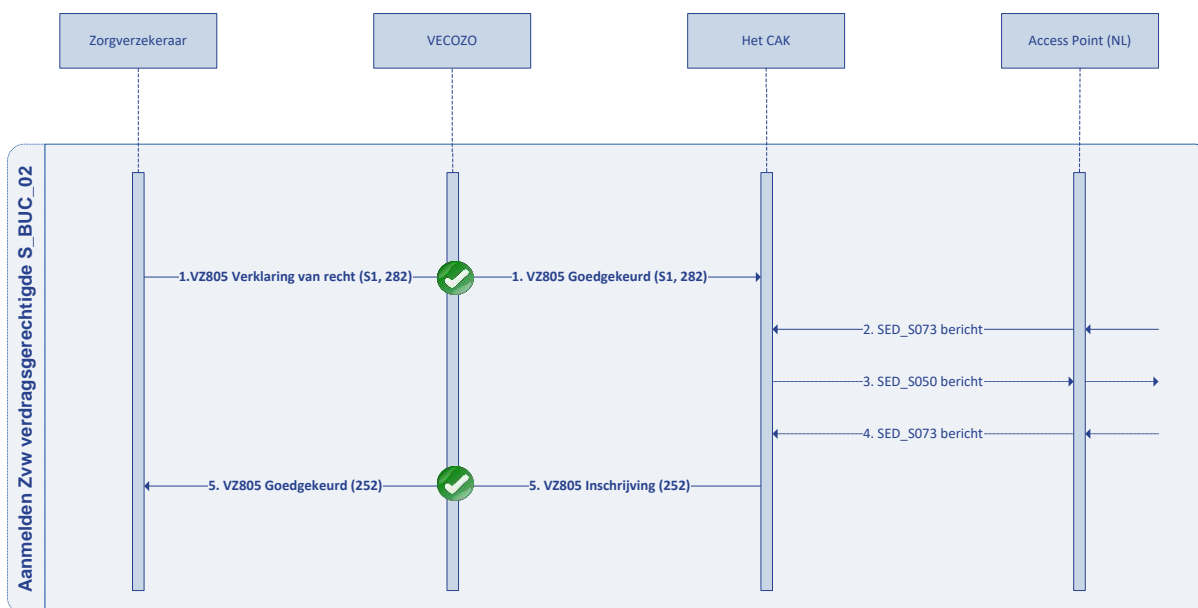 Zorgverzekeraar
VECOZO
Het CAK
Access Point (NL)
Aanmelden Zvw verdragsgerechtigde S_BUC_02
1.VZ805 Verklaring van recht (S1, 282)
1. VZ805 Goedgekeurd (S1, 282)
2. SED_S073 bericht
3. SED_S050 bericht
4. SED_S073 bericht
5. VZ805 Goedgekeurd (252)
5. VZ805 Inschrijving (252)